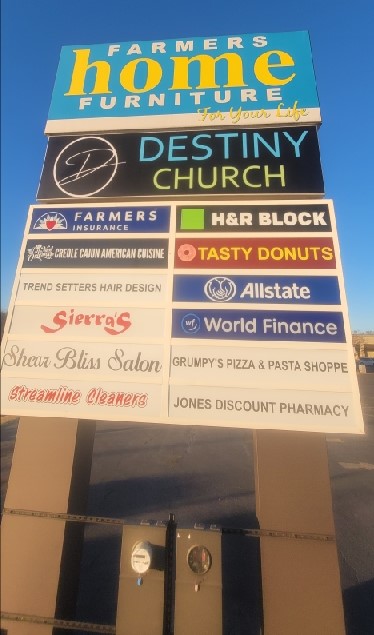 FARMERS
home
FURNITURE
For Your Life
DESTINY
CHURCH
FARMERS
INSURANCE
H&R BLOCK
CREOLE CAJUN AMERICAN CUISINE
TASTY DONUTS
TREND SETTERS HAIR DESIGN
Allstate
Sierra'S
wf World Finance
Shear Bliss Salon
GRUMPY'S PIZZA & PASTA SHOPPE
Streamline Cleaners
JONES DISCOUNT PHARMACY